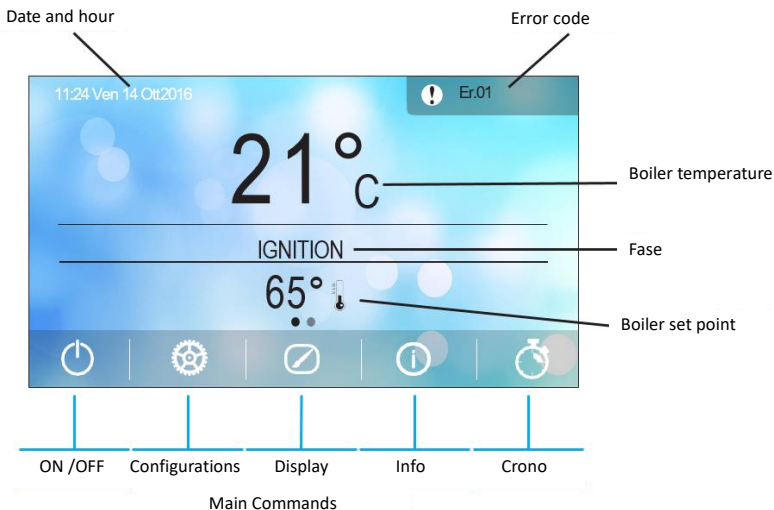 Date and hour
Error code
11:24 Ven 14 Ott2016
Er.01
21°C
Boiler temperature
IGNITION
Fase
65°
Boiler set point
ON /OFF
Configurations
Display
Info
Crono
Main Commands